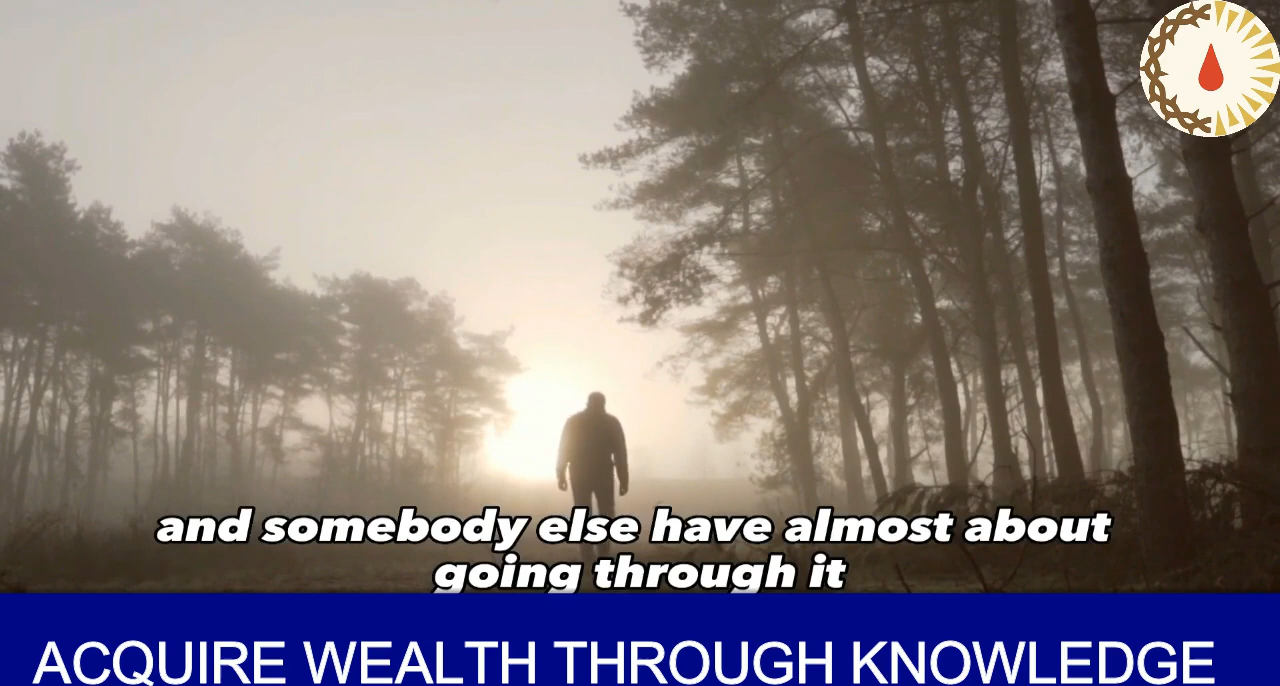 and somebody else have almost about
going through it
ACQUIRE WEALTH THROUGH KNOWLEDGE